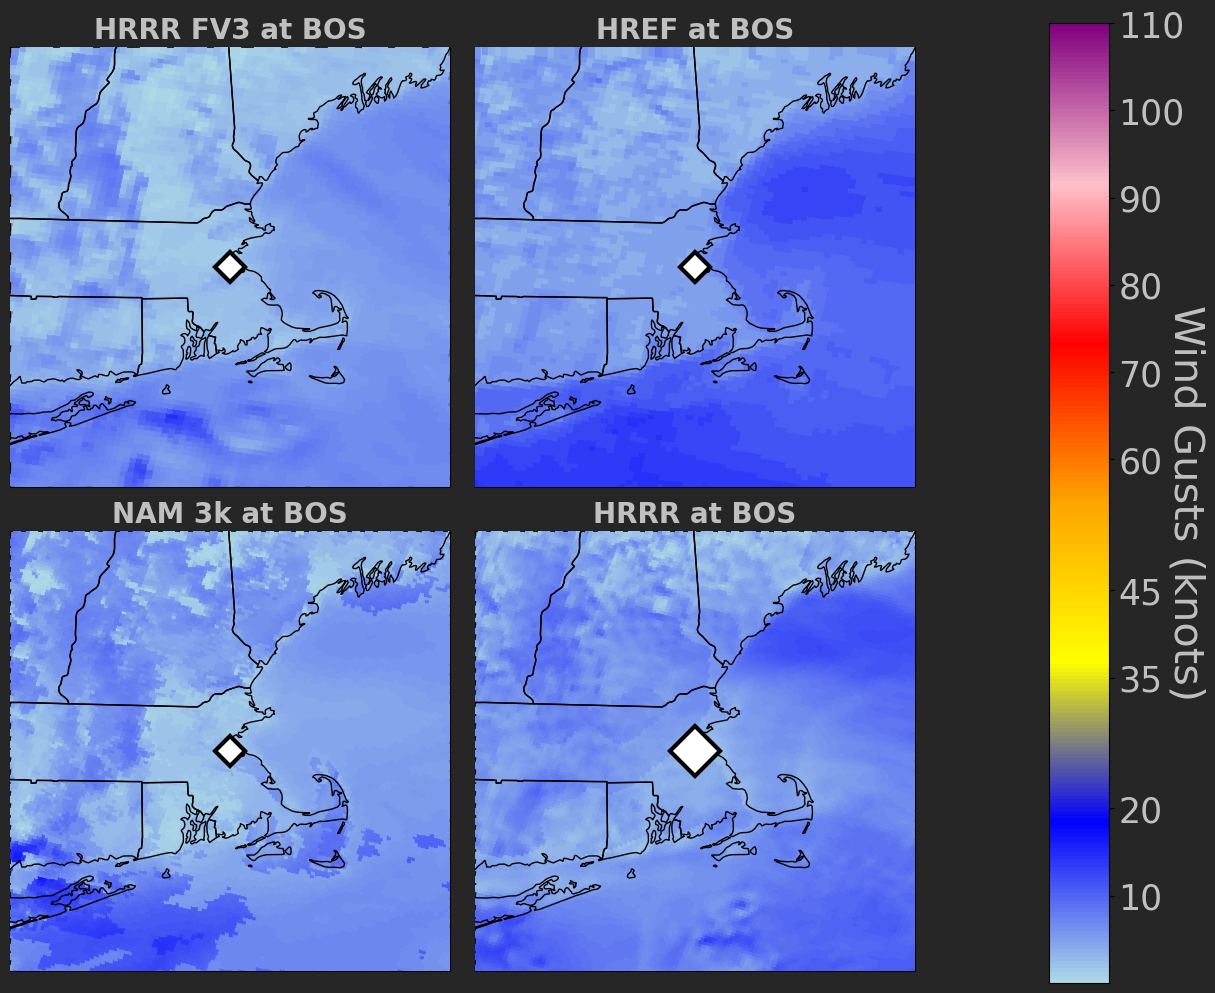 HRRR FV3 at BOS
HREF at BOS
NAM 3k at BOS
HRRR at BOS
110
100
90
80
70
60
45
35
20
10
Wind Gusts (knots)